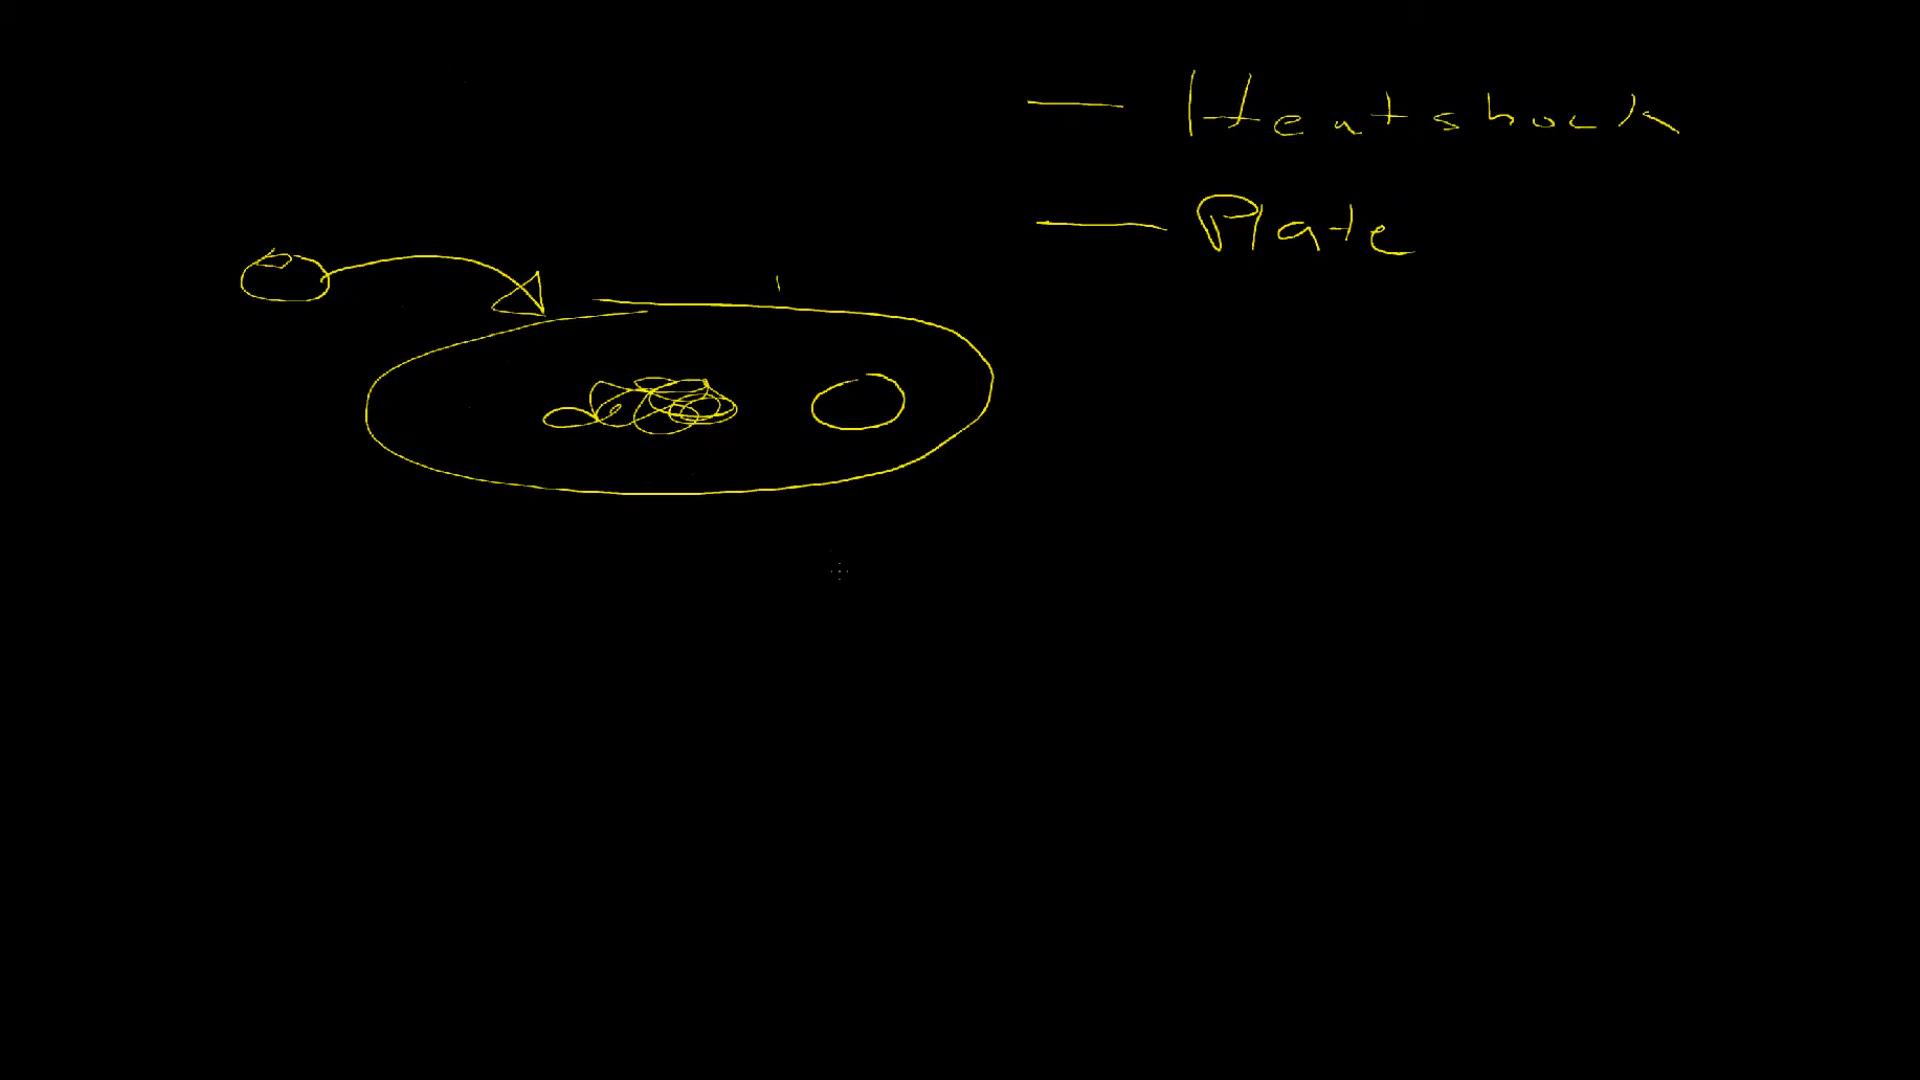 — Heatshock
— Plate